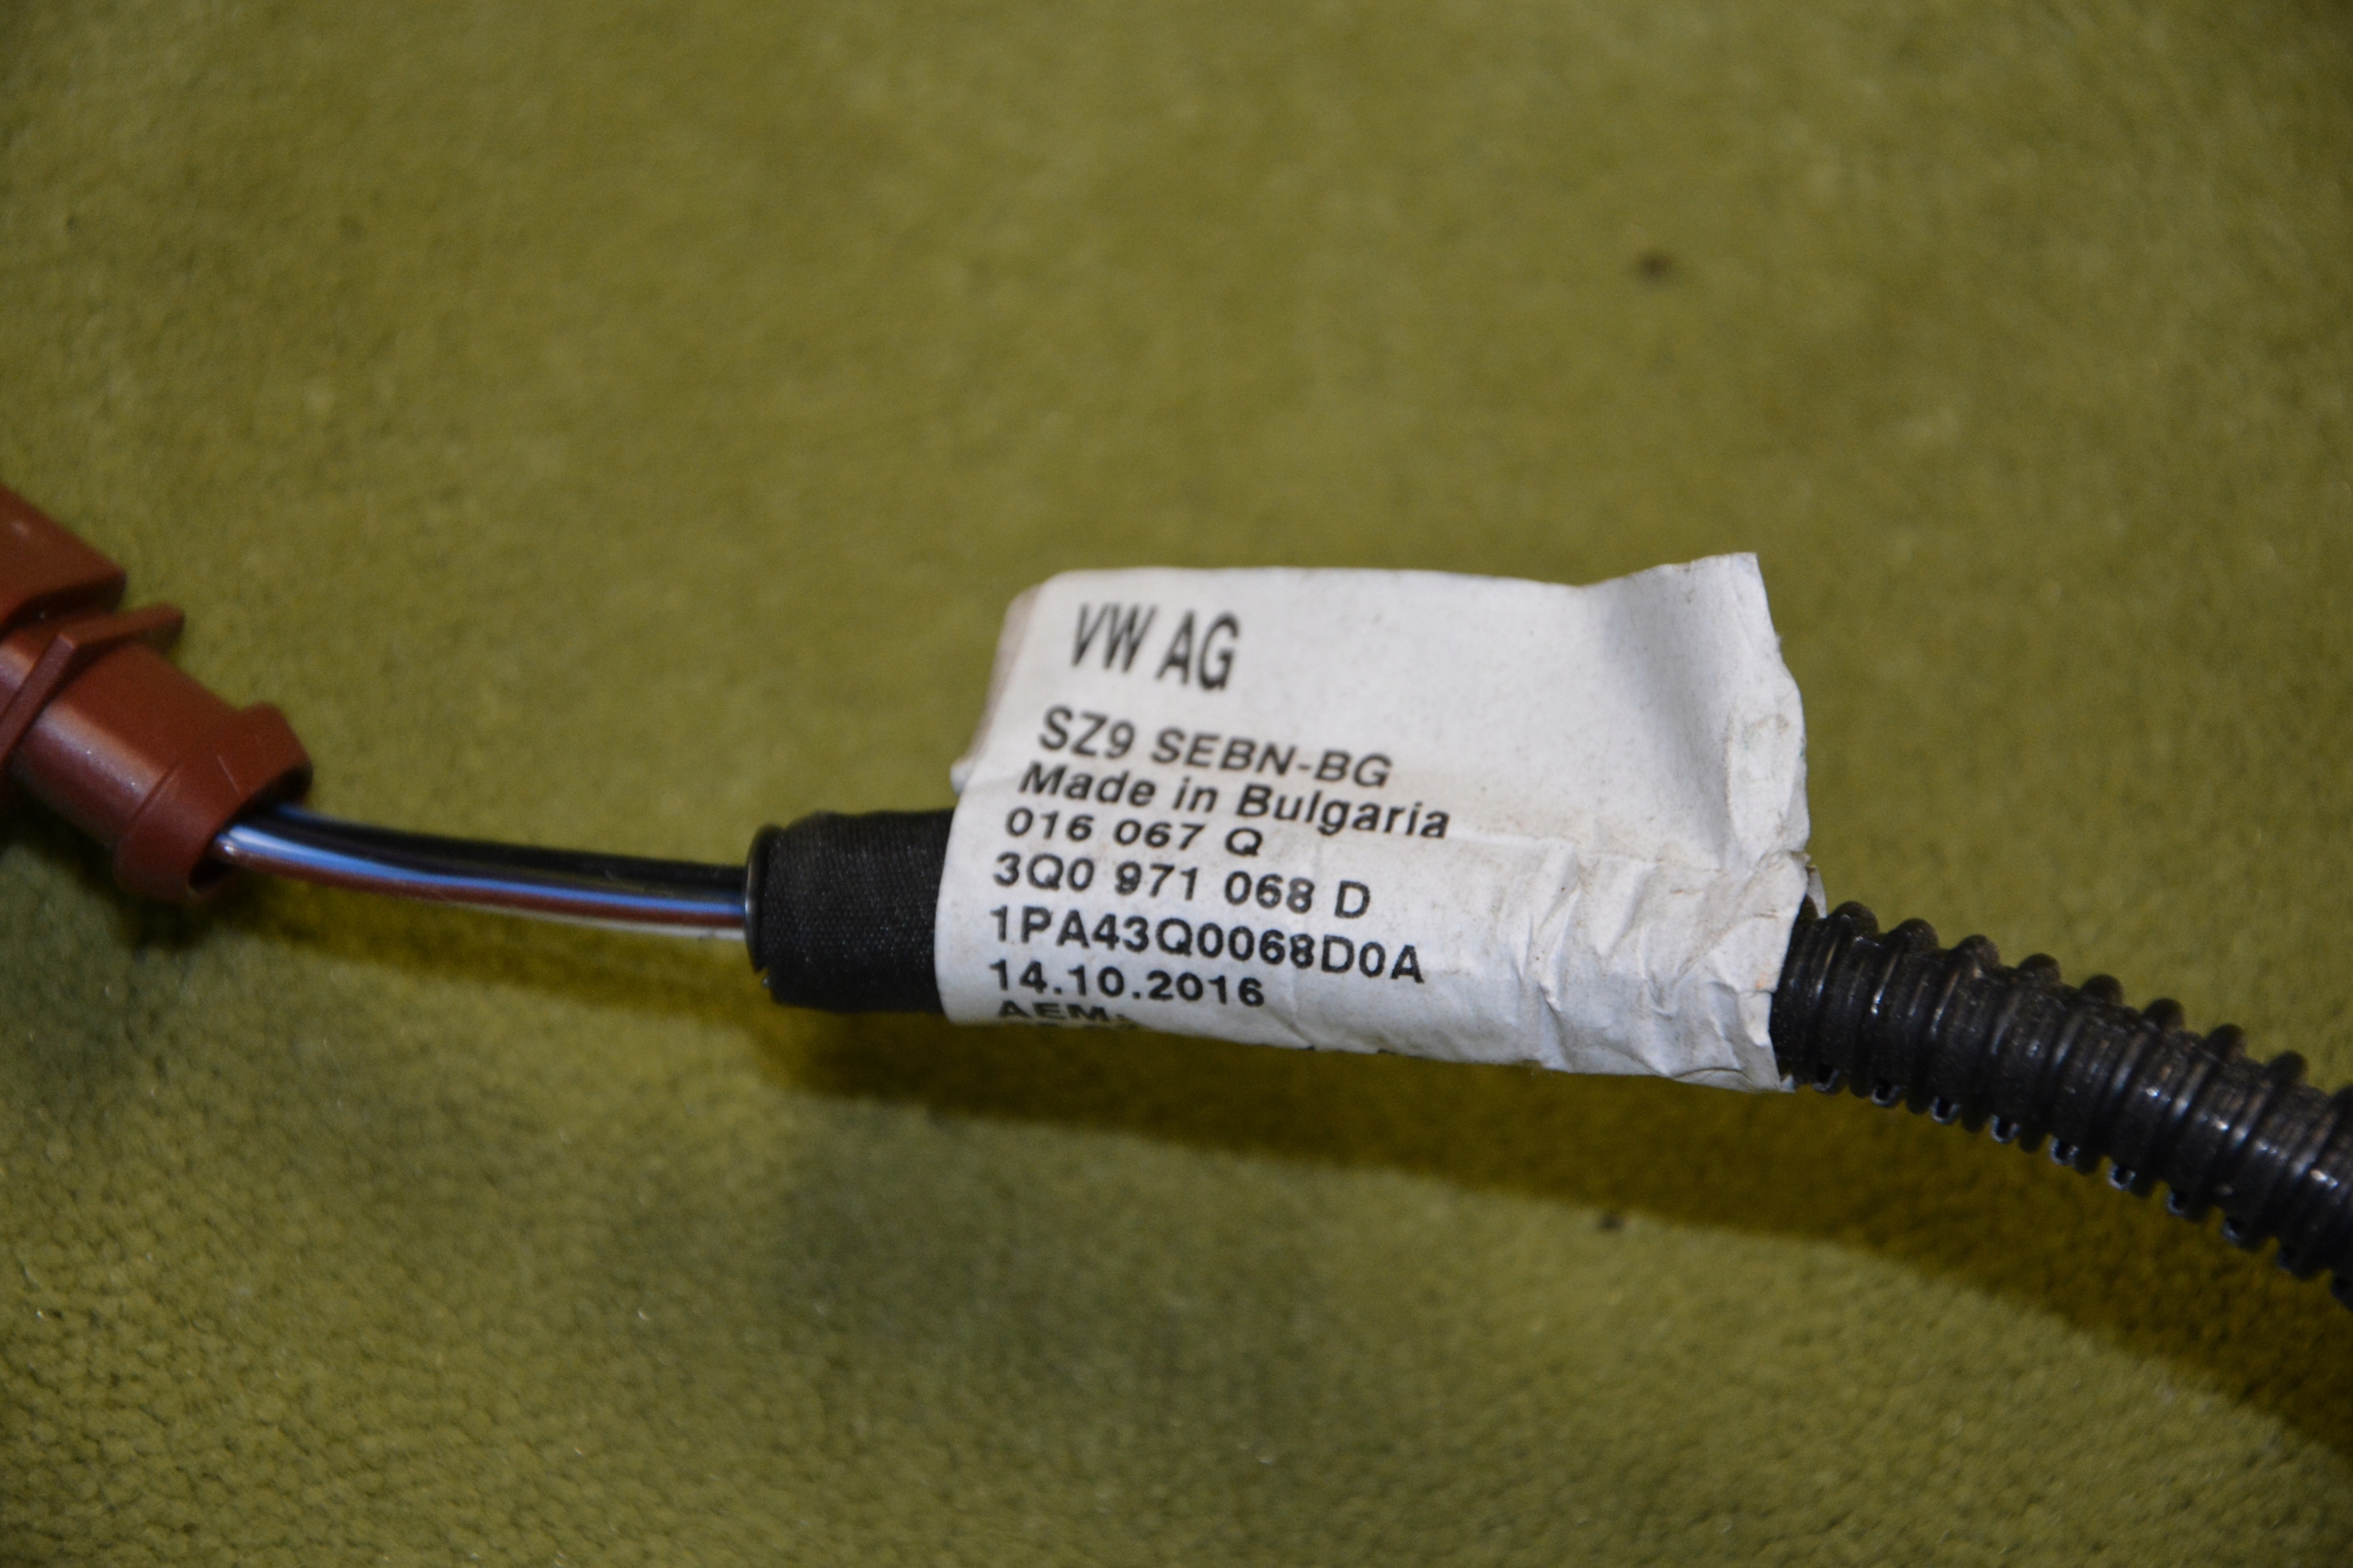 VW AG
SZ9 SEBN-BG
Made in Bulgaria
016 067 Q
3Q0 971 068 D
1PA43Q0068D0A
14.10.2016